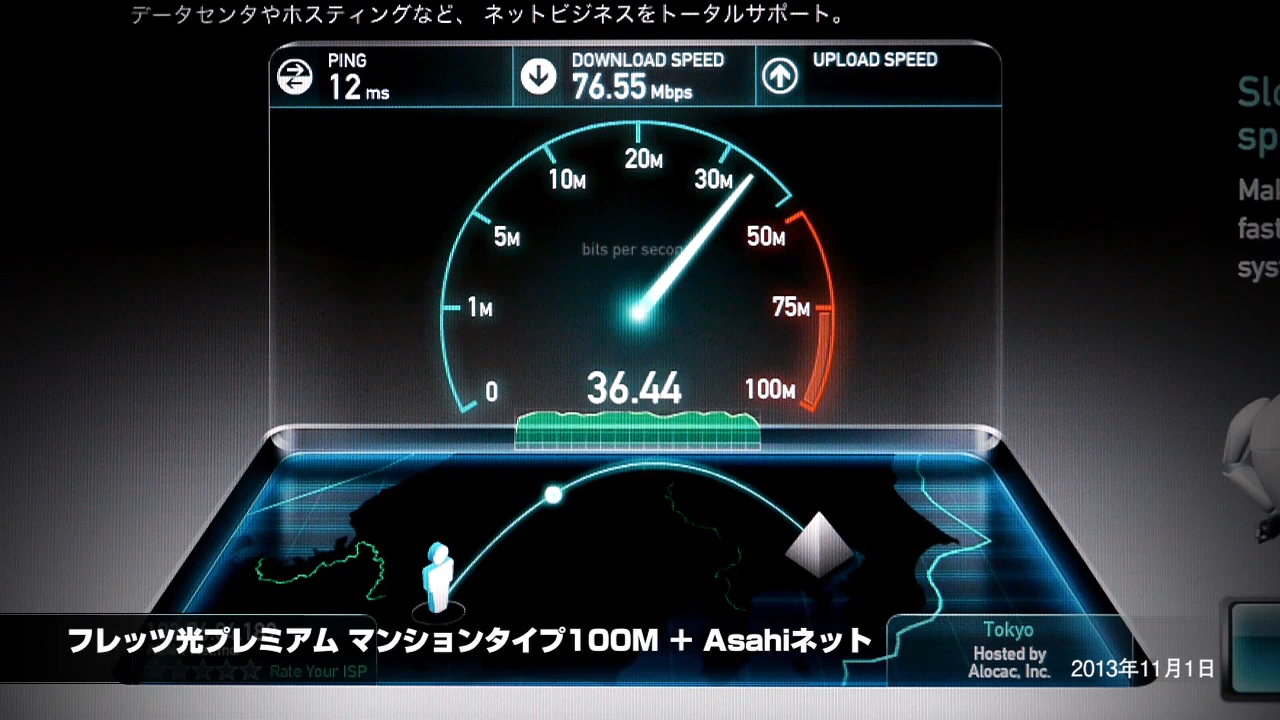 データセンタやホスティングなど、 ネットビジネスをトータルサポート。
PING
12 ms
DOWNLOAD SPEED
76.55 Mbps
UPLOAD SPEED
20M
10M
30M
5M
50M
bits per secon
1M
75M
0
36.44
100M
フレッツ光プレミアム マンションタイプ100M ＋ Asahiネット
Rate Your ISP
Tokyo
Hosted by
Alocac, Inc.
2013年11月1日
Slo
sp
Mak
fast
sys